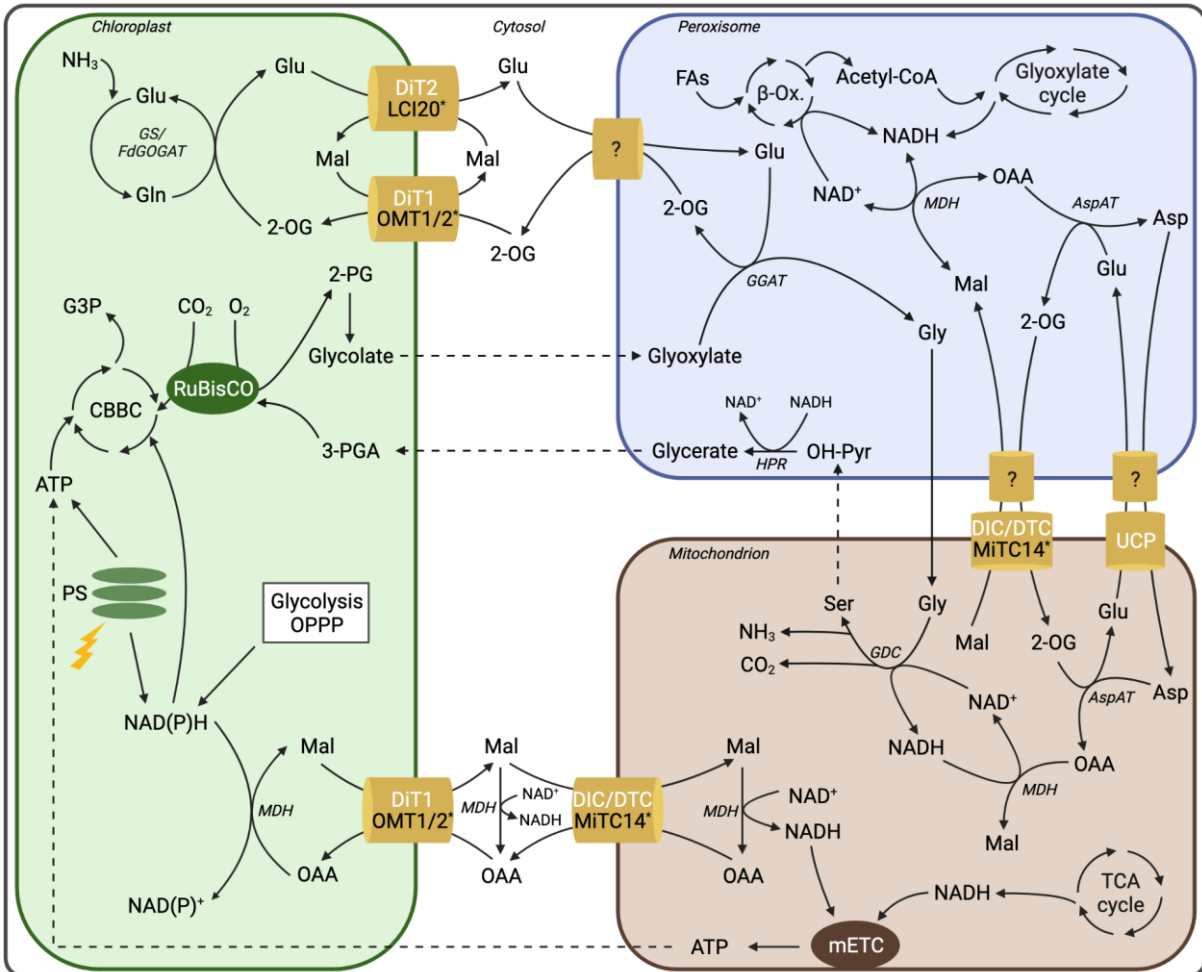 Chloroplast
NH₃
Glu
GS/
FdGOGAT
Gln
Glu
Mal
2-OG
DiT2
LCI20*
DiT1
OMT1/2*
Cytosol
Glu
Mal
2-OG
?
Peroxisome
FAs
β-Ox.
Acetyl-CoA
Glyoxylate
cycle
NADH
NAD⁺
MDH
OAA
AspAT
Asp
Glu
2-OG
Mal
Glu
2-OG
GGAT
Gly
Glyoxylate
NAD⁺
NADH
Glycerate
HPR
OH-Pyr
?
?
2-PG
Glycolate
G3P
CO₂
O₂
RuBisCO
CBBC
3-PGA
ATP
PS
Glycolysis
OPPP
NAD(P)H
Mal
MDH
OAA
NAD(P)⁺
DiT1
OMT1/2*
Mal
MDH
NAD⁺
NADH
OAA
DIC/DTC
MiTC14*
Mitochondrion
DIC/DTC
MiTC14*
UCP
Ser
Gly
NH₃
CO₂
GDC
Mal
2-OG
Glu
AspAT
Asp
NAD⁺
NADH
MDH
OAA
Mal
Mal
MDH
NAD⁺
NADH
OAA
TCA
cycle
NADH
mETC
ATP